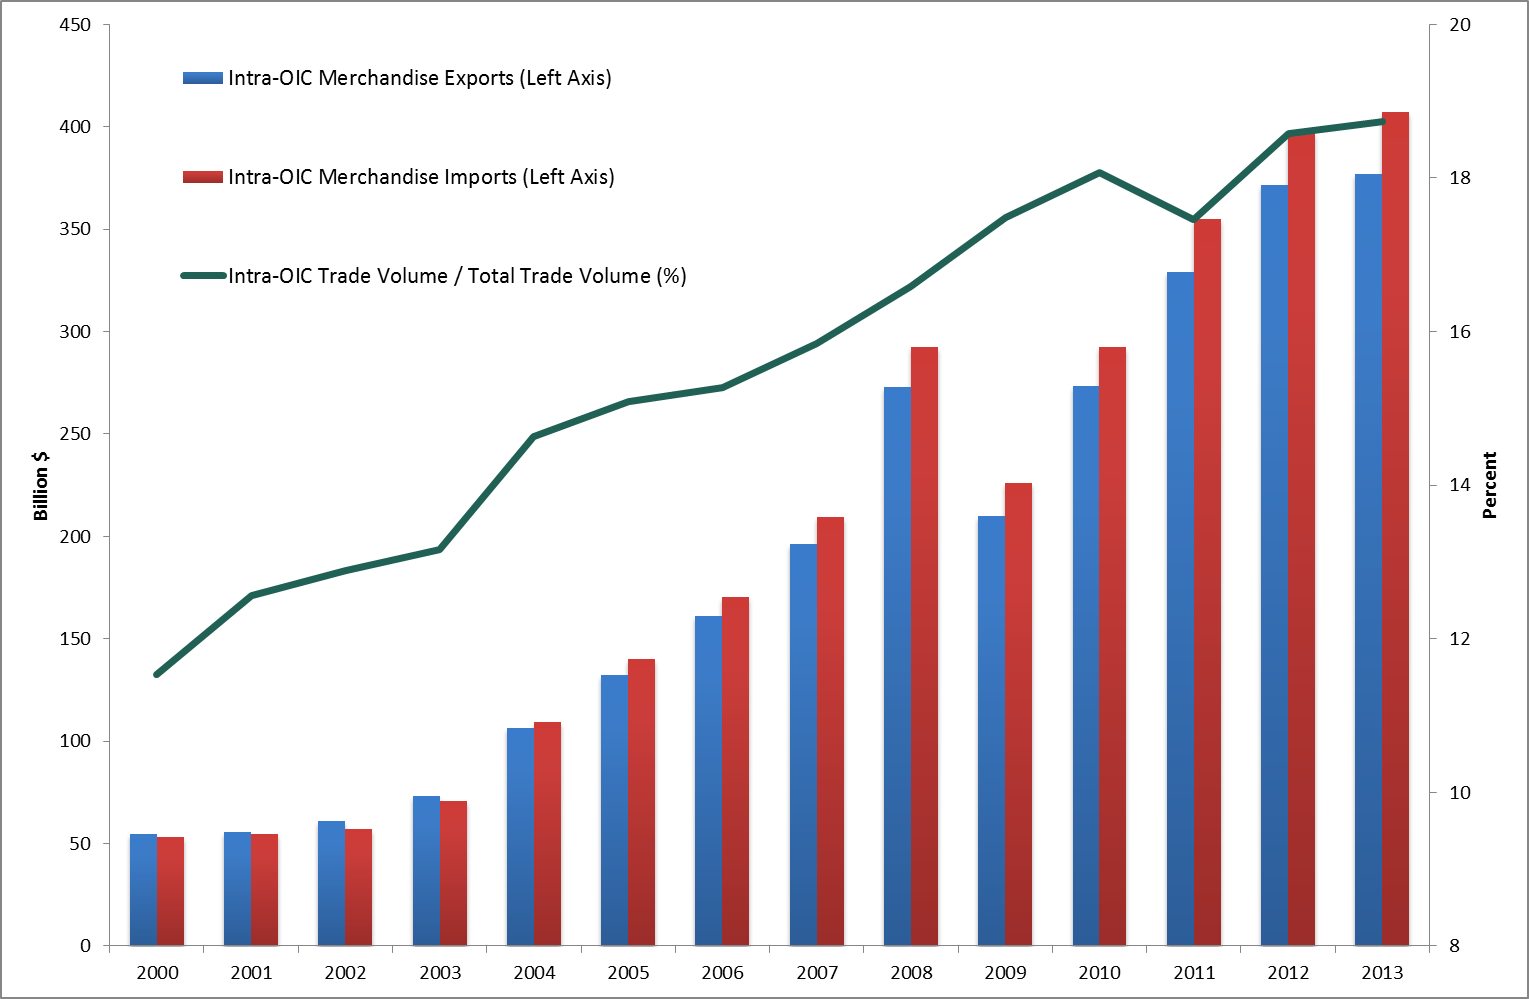 450
400
350
300
250
200
150
100
50
0
Billion $
Intra-OIC Merchandise Exports (Left Axis)
Intra-OIC Merchandise Imports (Left Axis)
Intra-OIC Trade Volume / Total Trade Volume (%)
20
18
16
14
12
10
8
Percent
2000 2001 2002 2003 2004 2005 2006 2007 2008 2009 2010 2011 2012 2013